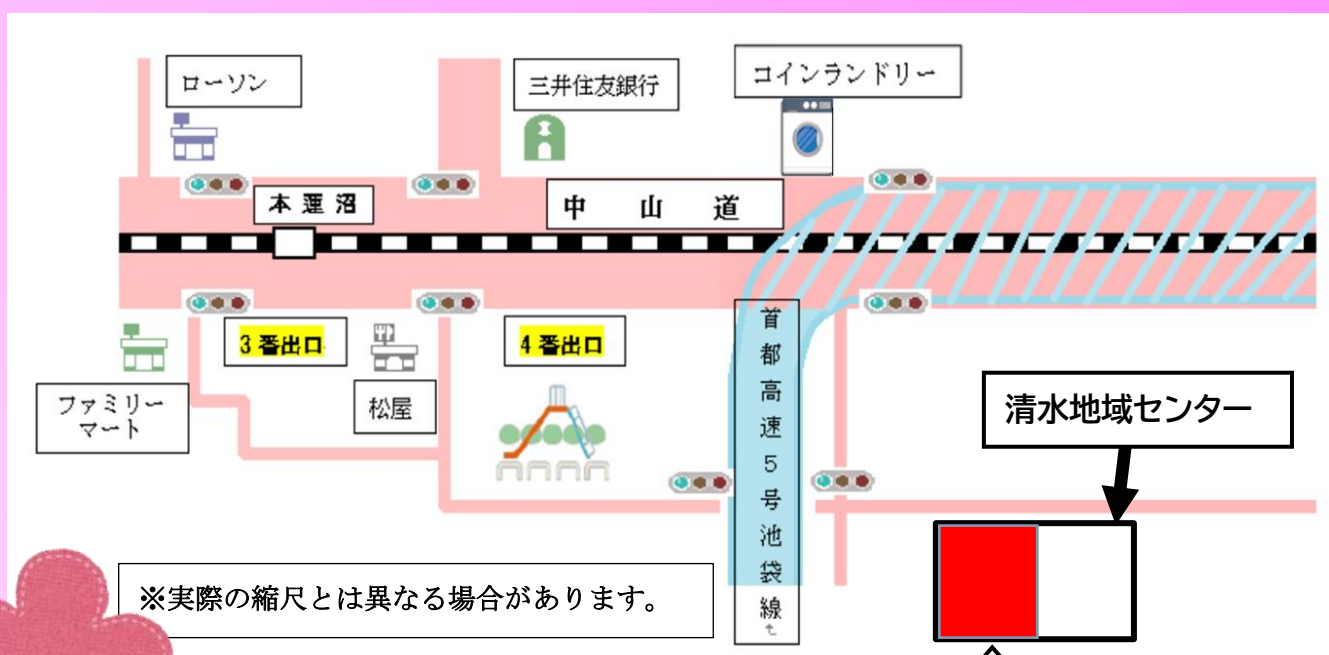 ローソン
三井住友銀行
コインランドリー
本蓮沼
中山道
3番出口
4番出口
ファミリー
マート
松屋
首都高速5号池袋線
清水地域センター
※実際の縮尺とは異なる場合があります。